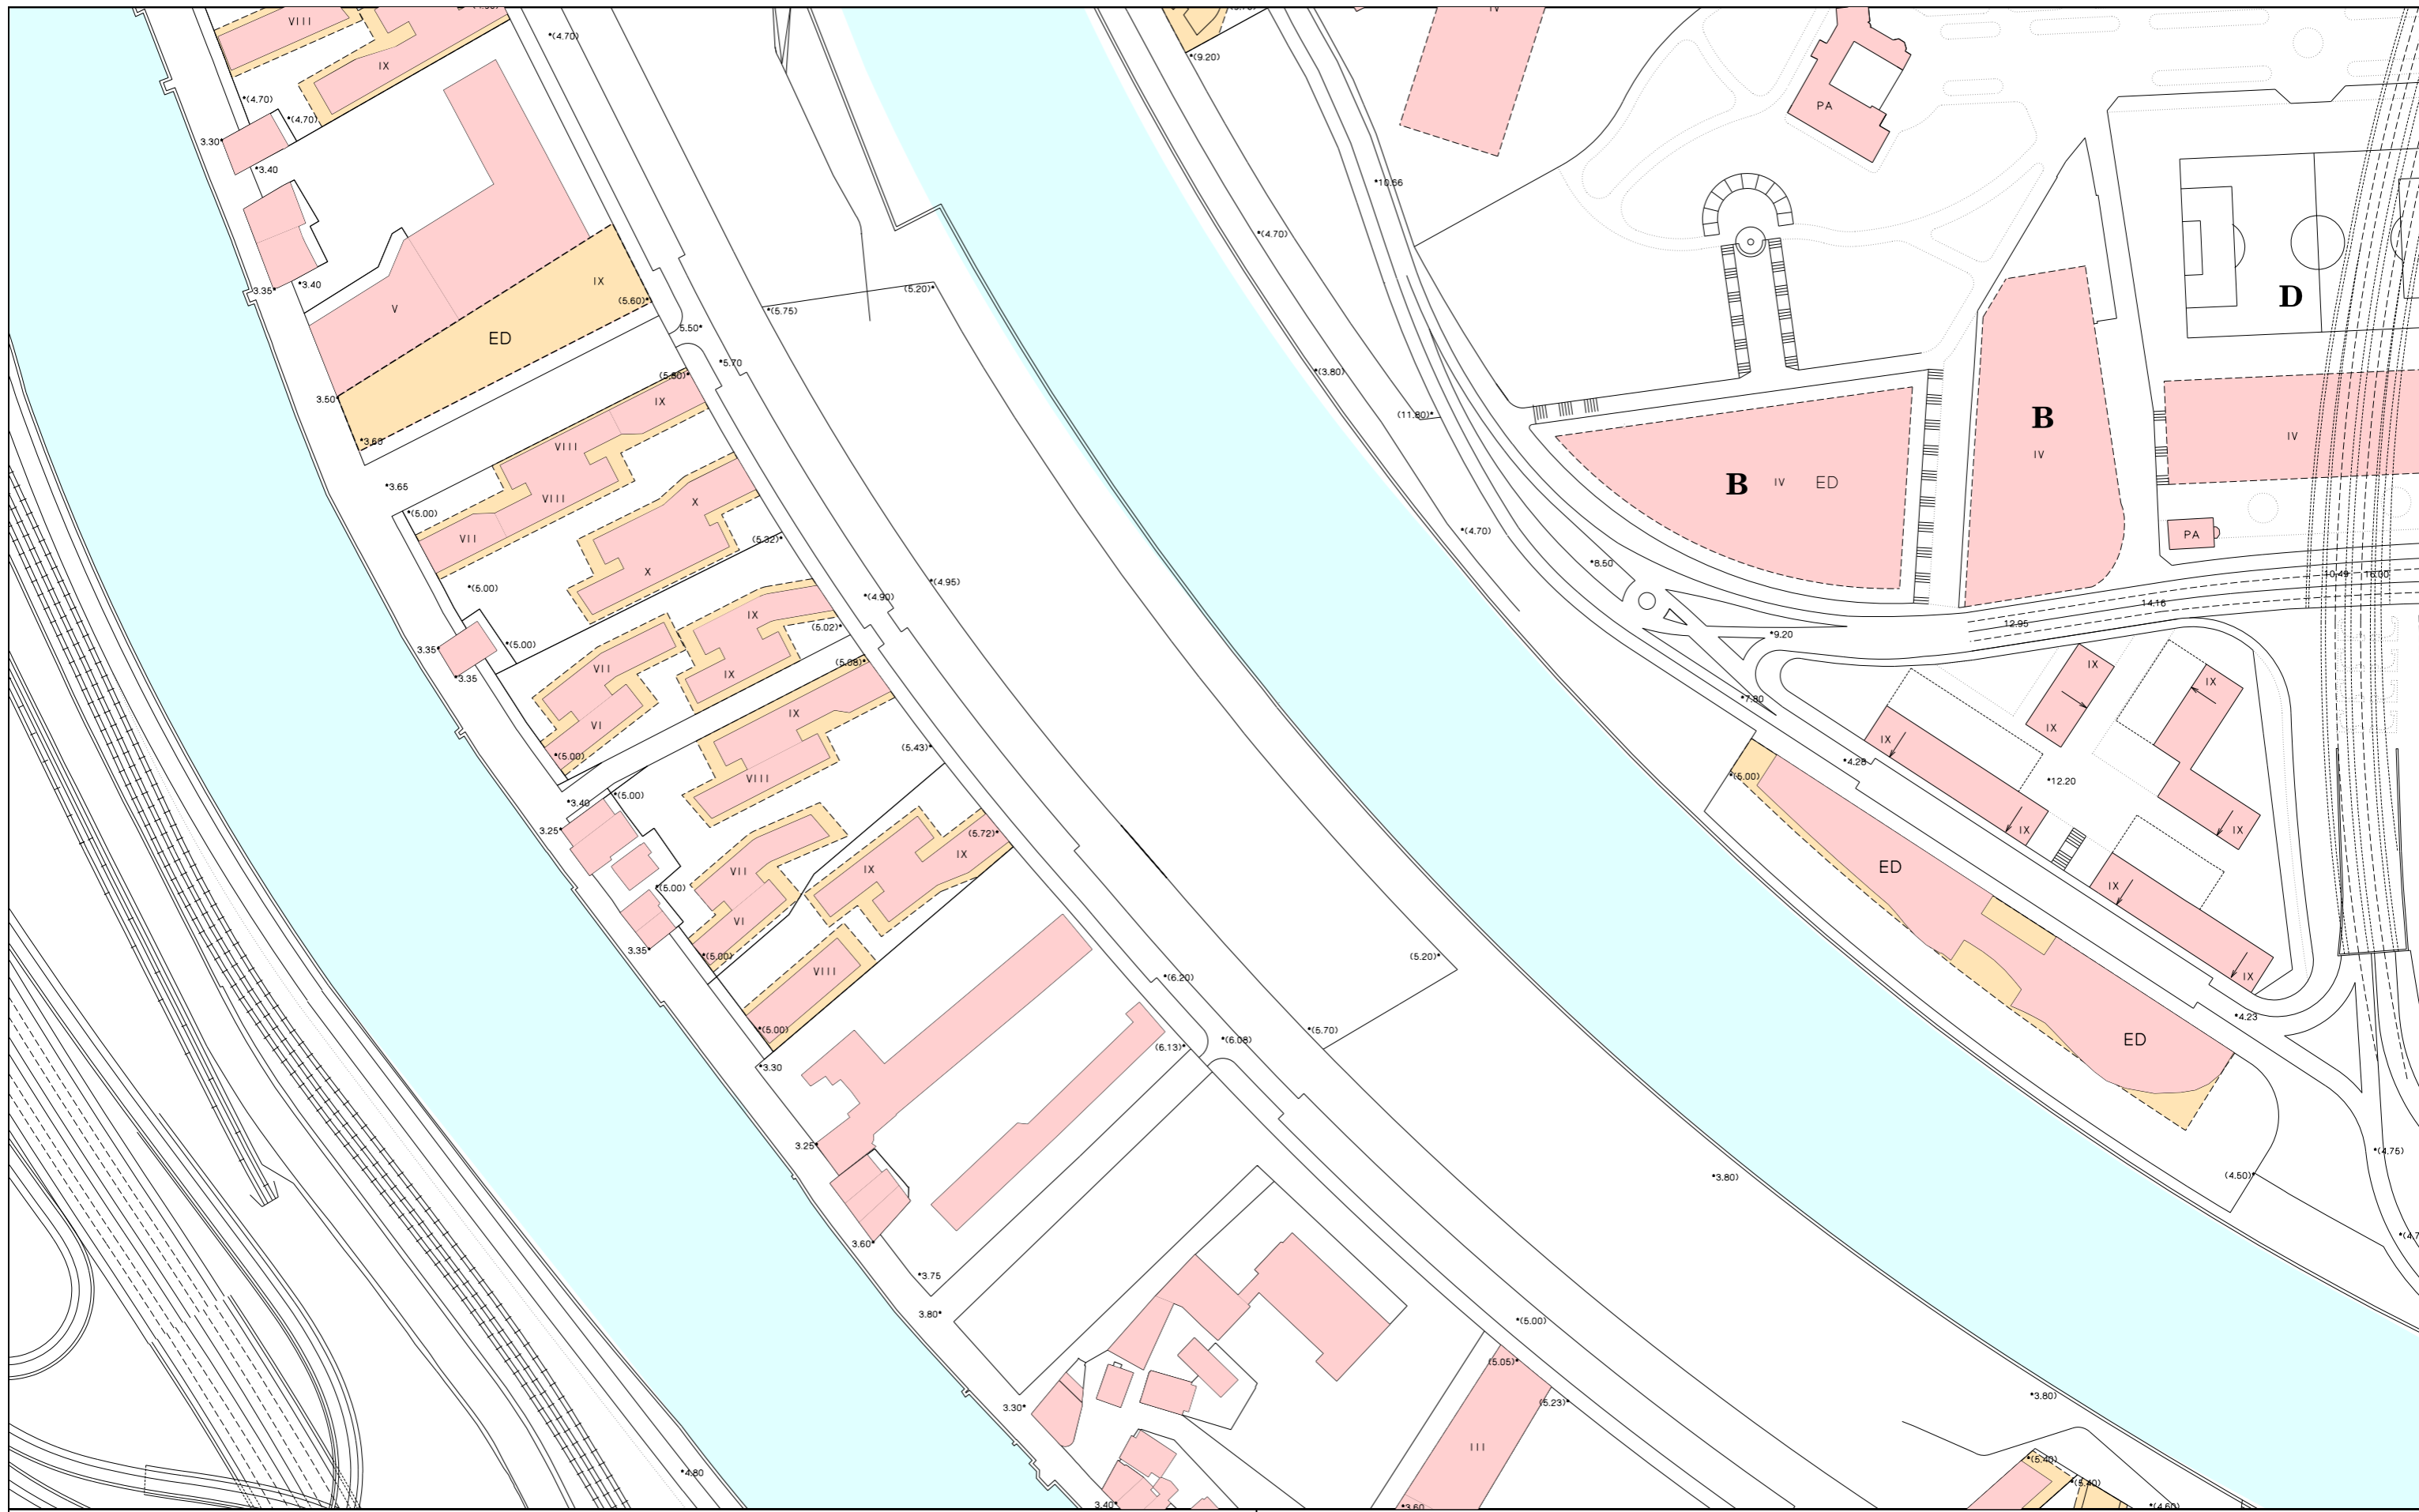 VIII
*(4.70)
IV
*(9.20)
IX
*(4.70)
PA
*(4.70)
3.30*
*3.40
*10.66
*(4.70)
3.35*
*3.40
IX
(5.60)*
(5.20)*
D
V
*(5.75)
ED
5.50*
*5.70
*(3.80)
(5.80)*
3.50*
IX
(11.80)*
B
*3.65
VIII
IV
IV
*3.65
VIII
X
B IV ED
*(5.00)
VII
(5.32)*
*(4.70)
PA
X
*8.50
10.49
16.00
*(5.00)
*(4.95)
*(4.90)
14.16
IX
(5.02)*
12.95
*9.20
*(5.00)
3.35*
(5.08)*
VII
IX
IX
*3.35
IX
*7.80
VI
IX
IX
IX
(5.43)*
*(5.00)
*4.28
VIII
*(5.00)
*12.20
*(5.00)
*3.40
3.25*
(5.72)*
IX
IX
IX
VII
IX
ED
IX
*(5.00)
VI
3.35*
*(5.00)
(5.20)*
VIII
*(6.20)
IX
*4.23
*(5.00)
*(5.70)
*(6.08)
ED
(6.13)*
*3.30
3.25*
*(4.75)
*3.80)
(4.50)*
3.60*
*3.75
3.80*
*(5.00)
(5.05)*
*3.80)
3.30*
(5.23)*
III
*(5.40)
*4.80
*(5.40)
3.40*
*3.60
*(4.60)